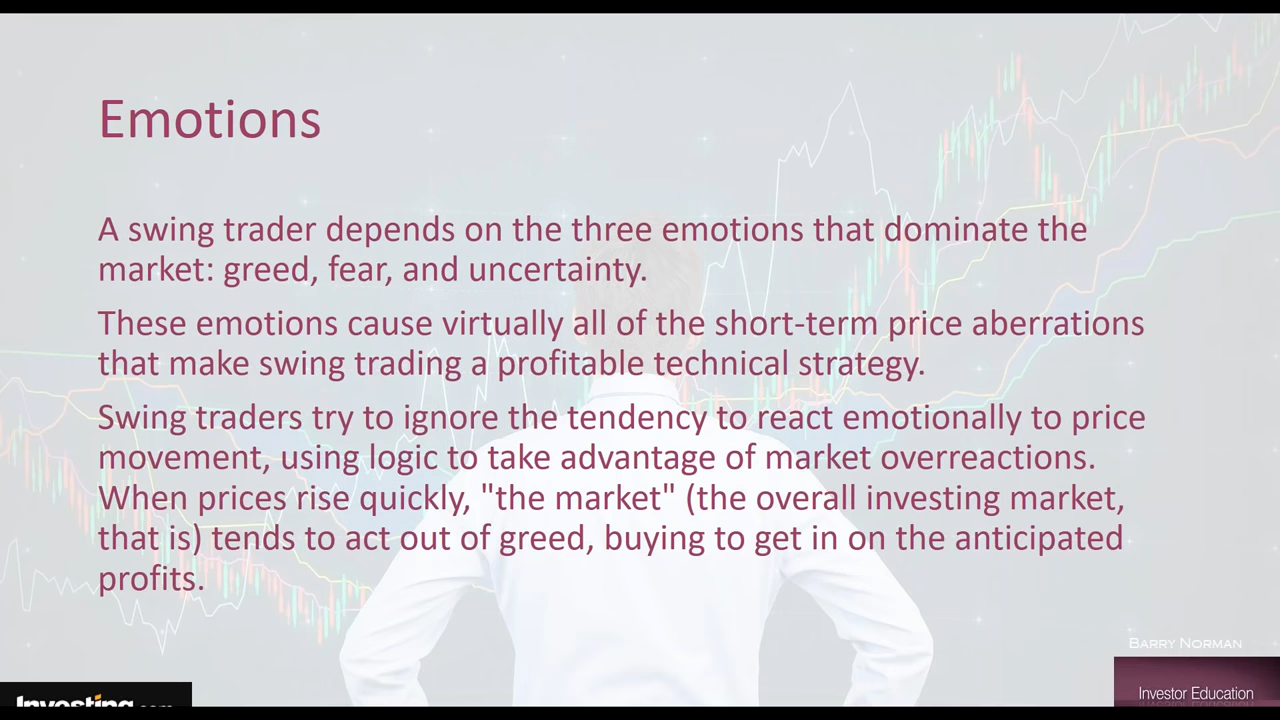 Emotions
A swing trader depends on the three emotions that dominate the
market: greed, fear, and uncertainty.
These emotions cause virtually all of the short-term price aberrations
that make swing trading a profitable technical strategy.
Swing traders try to ignore the tendency to react emotionally to price
movement, using logic to take advantage of market overreactions.
When prices rise quickly, "the market" (the overall investing market,
that is) tends to act out of greed, buying to get in on the anticipated
profits.
BARRY NORMAN
Investor Education
Investing.com